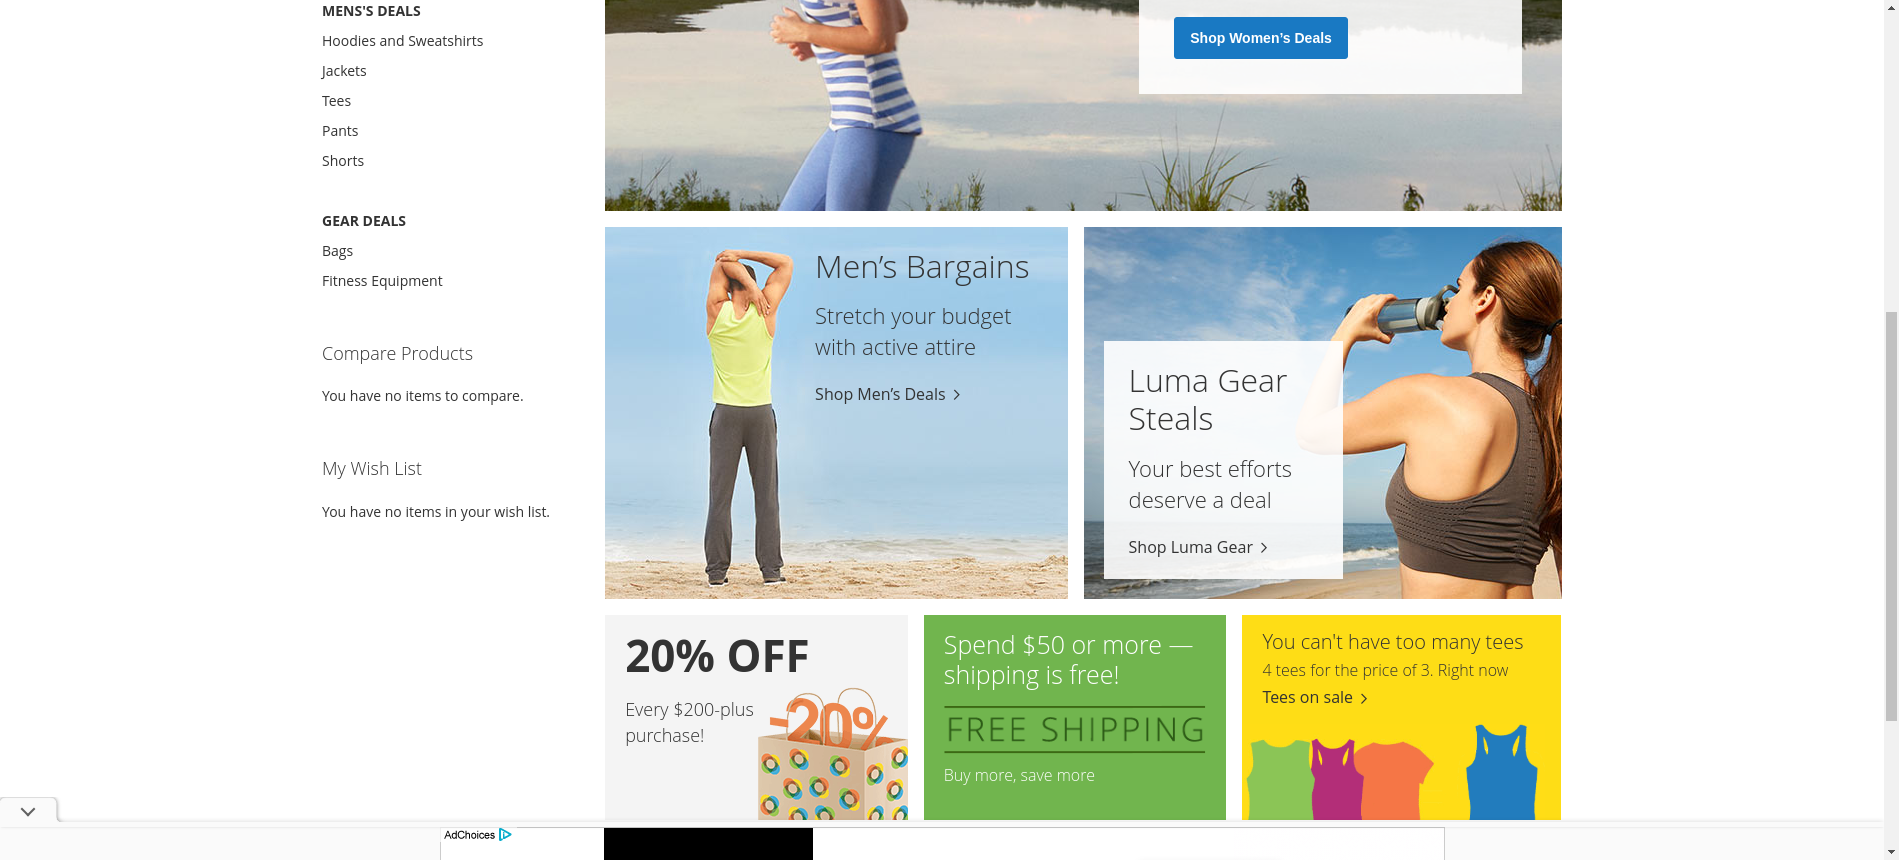 MENS'S DEALS
Hoodies and Sweatshirts
Jackets
Tees
Pants
Shorts
GEAR DEALS
Bags
Fitness Equipment
Compare Products
You have no items to compare.
My Wish List
You have no items in your wish list.
Shop Women’s Deals
Men’s Bargains
Stretch your budget
with active attire
Shop Men’s Deals
Luma Gear
Steals
Your best efforts
deserve a deal
Shop Luma Gear
20% OFF
Every $200-plus
purchase!
-20%
Spend $50 or more —
shipping is free!
FREE SHIPPING
Buy more, save more
You can't have too many tees
4 tees for the price of 3. Right now
Tees on sale
AdChoices